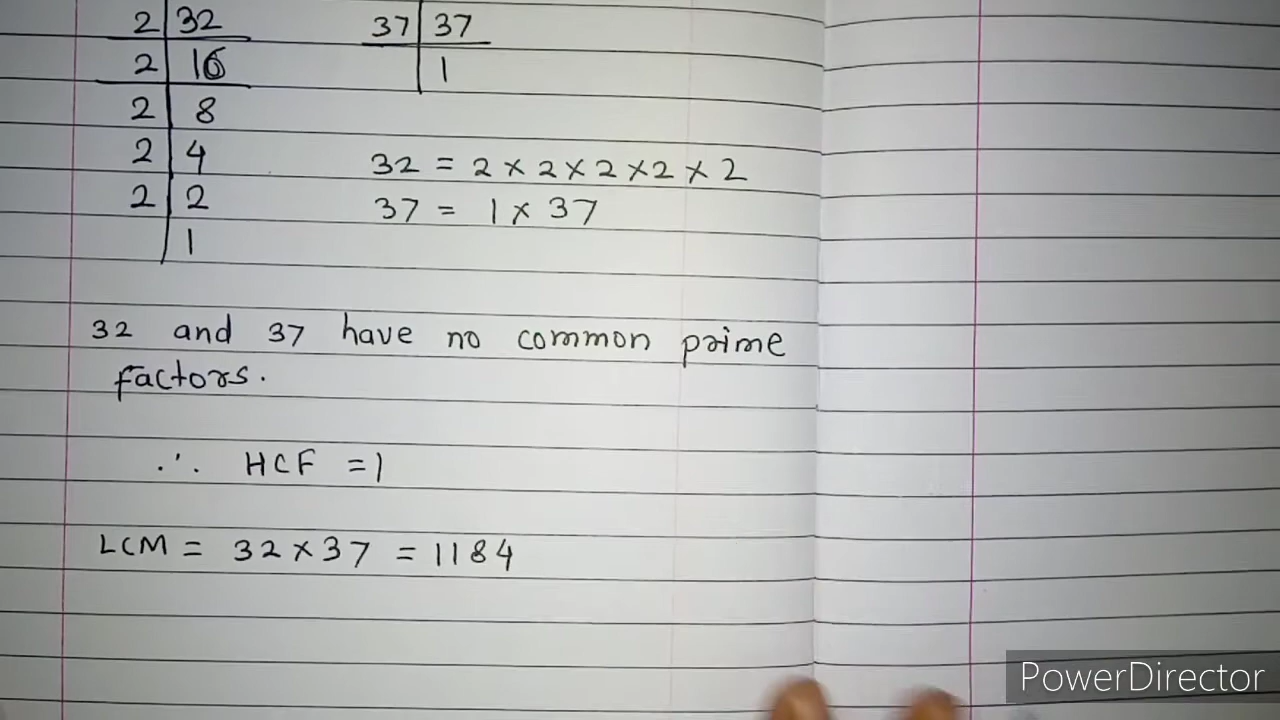 2 | 32    37 | 37
2 | 16    | 1
2 | 8
2 | 4    32 = 2 × 2 × 2 × 2 × 2
2 | 2    37 = 1 × 37
| 1
32 and 37 have no common prime
factors.
∴ HCF = 1
LCM = 32 × 37 = 1184
PowerDirector